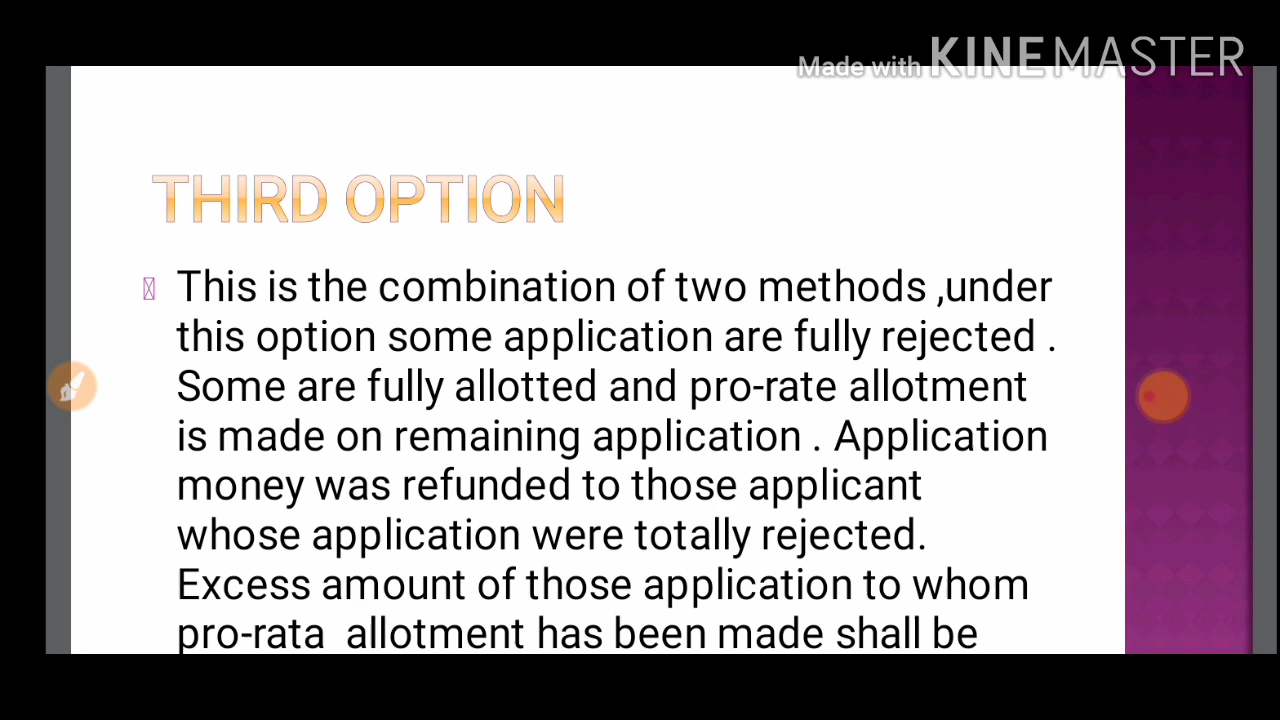 Made with KINEMASTER
THIRD OPTION
This is the combination of two methods ,under
this option some application are fully rejected .
Some are fully allotted and pro-rate allotment
is made on remaining application . Application
money was refunded to those applicant
whose application were totally rejected.
Excess amount of those application to whom
pro-rata  allotment has been made shall be